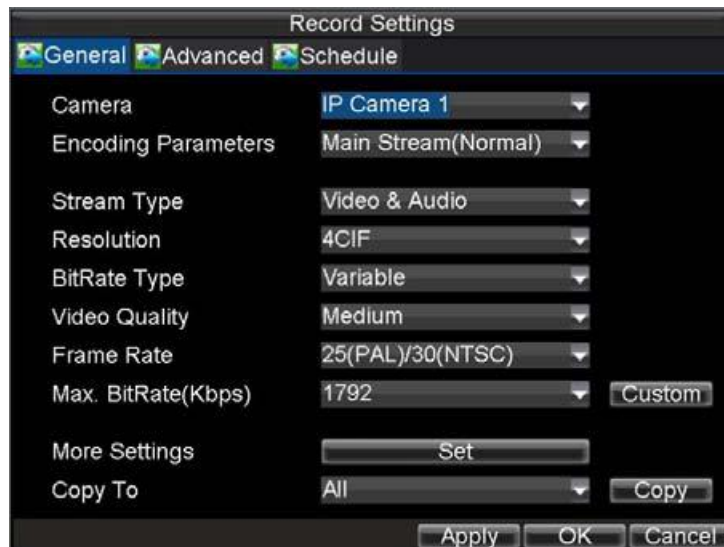 Record Settings
General Advanced Schedule
Camera IP Camera 1
Encoding Parameters Main Stream(Normal)
Stream Type Video & Audio
Resolution 4CIF
BitRate Type Variable
Video Quality Medium
Frame Rate 25(PAL)/30(NTSC)
Max. BitRate(Kbps) 1792 Custom
More Settings Set
Copy To All Copy
Apply OK Cancel